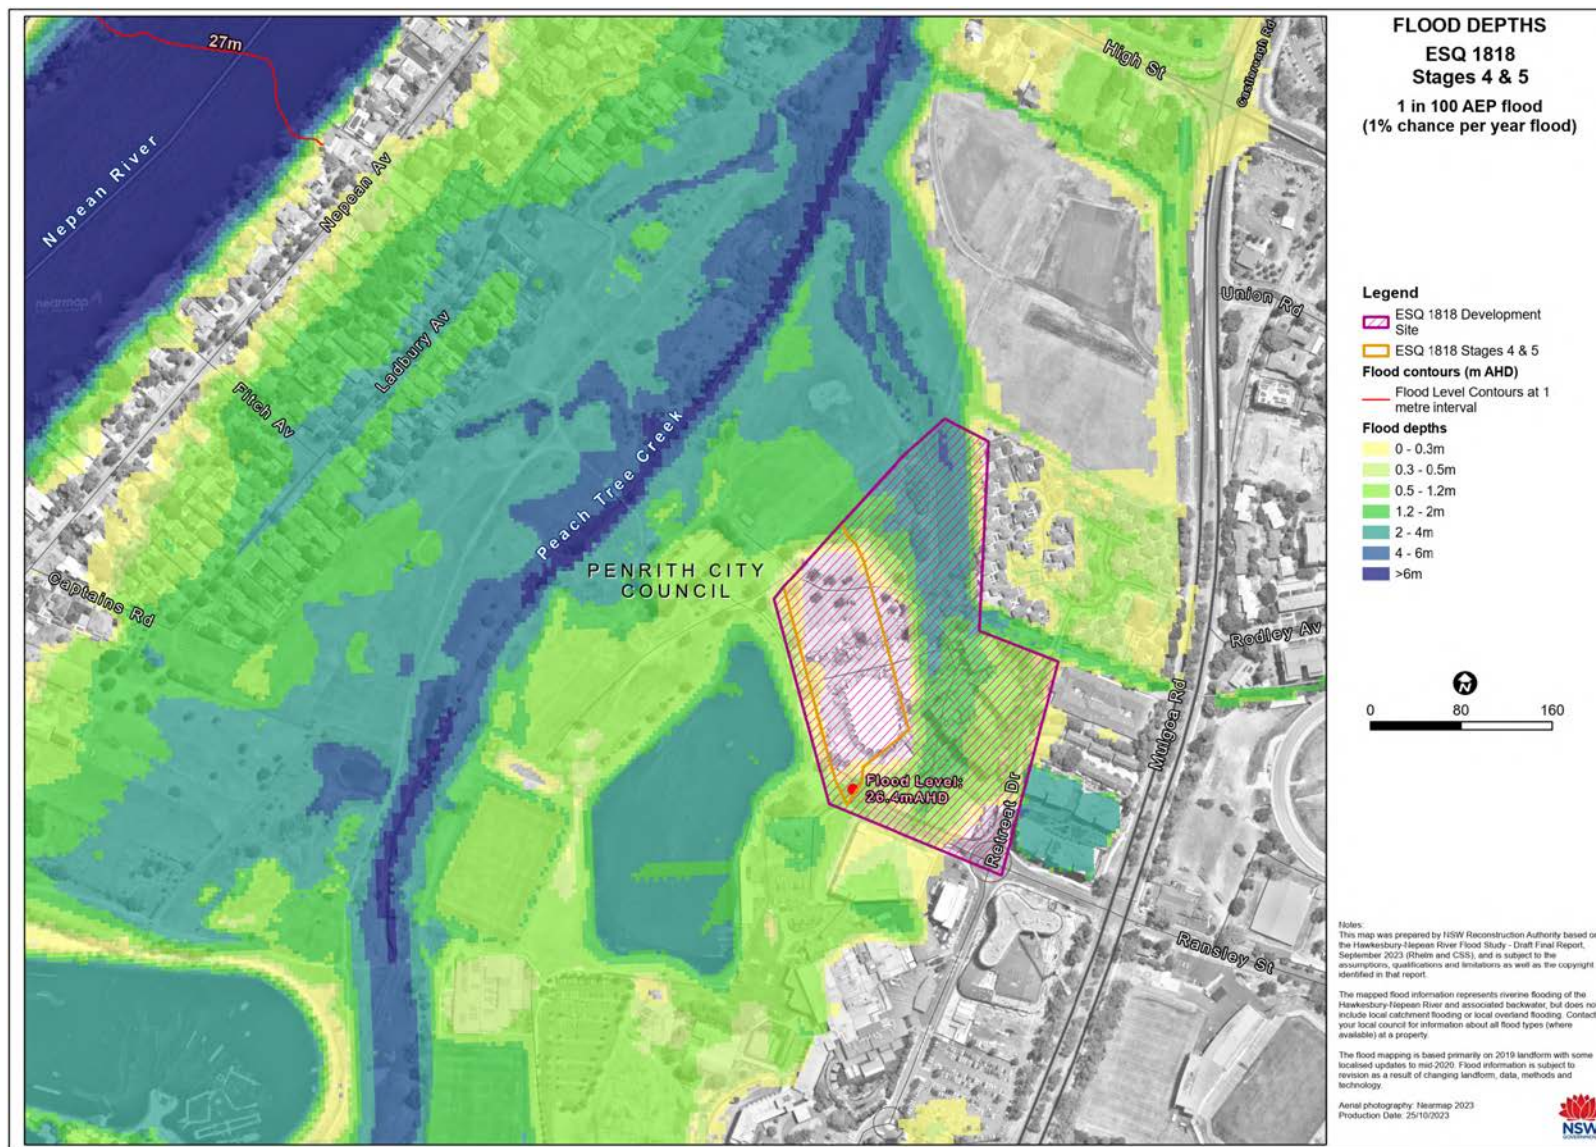 FLOOD DEPTHS
ESQ 1818
Stages 4 & 5
1 in 100 AEP flood
(1% chance per year flood)
27m
High St
Castlereagh Rd
Nepean River
Nepean Av
nearmap
Union Rd
Ladbury Av
Fitch Av
Peach Tree Creek
PENRITH CITY
COUNCIL
Captains Rd
Rodley Av
Mulgoa Rd
Flood Level:
26.4mAHD
Retreat Dr
Ransley St
Legend
ESQ 1818 Development
Site
ESQ 1818 Stages 4 & 5
Flood contours (m AHD)
Flood Level Contours at 1
metre interval
Flood depths
0 - 0.3m
0.3 - 0.5m
0.5 - 1.2m
1.2 - 2m
2 - 4m
4 - 6m
>6m
N
0 80 160
Notes:
This map was prepared by NSW Reconstruction Authority based on
the Hawkesbury-Nepean River Flood Study - Draft Final Report,
September 2023 (Rhelm and CSS), and is subject to the
assumptions, qualifications and limitations as well as the copyright
identified in that report.
The mapped flood information represents riverine flooding of the
Hawkesbury-Nepean River and associated backwater, but does no
include local catchment flooding or local overland flooding. Contact
your local council for information about all flood types (where
available) at a property.
The flood mapping is based primarily on 2019 landform with some
localised updates to mid-2020. Flood information is subject to
revision as a result of changing landform, data, methods and
technology.
Aerial photography: Nearmap 2023
Production Date: 25/10/2023
NSW